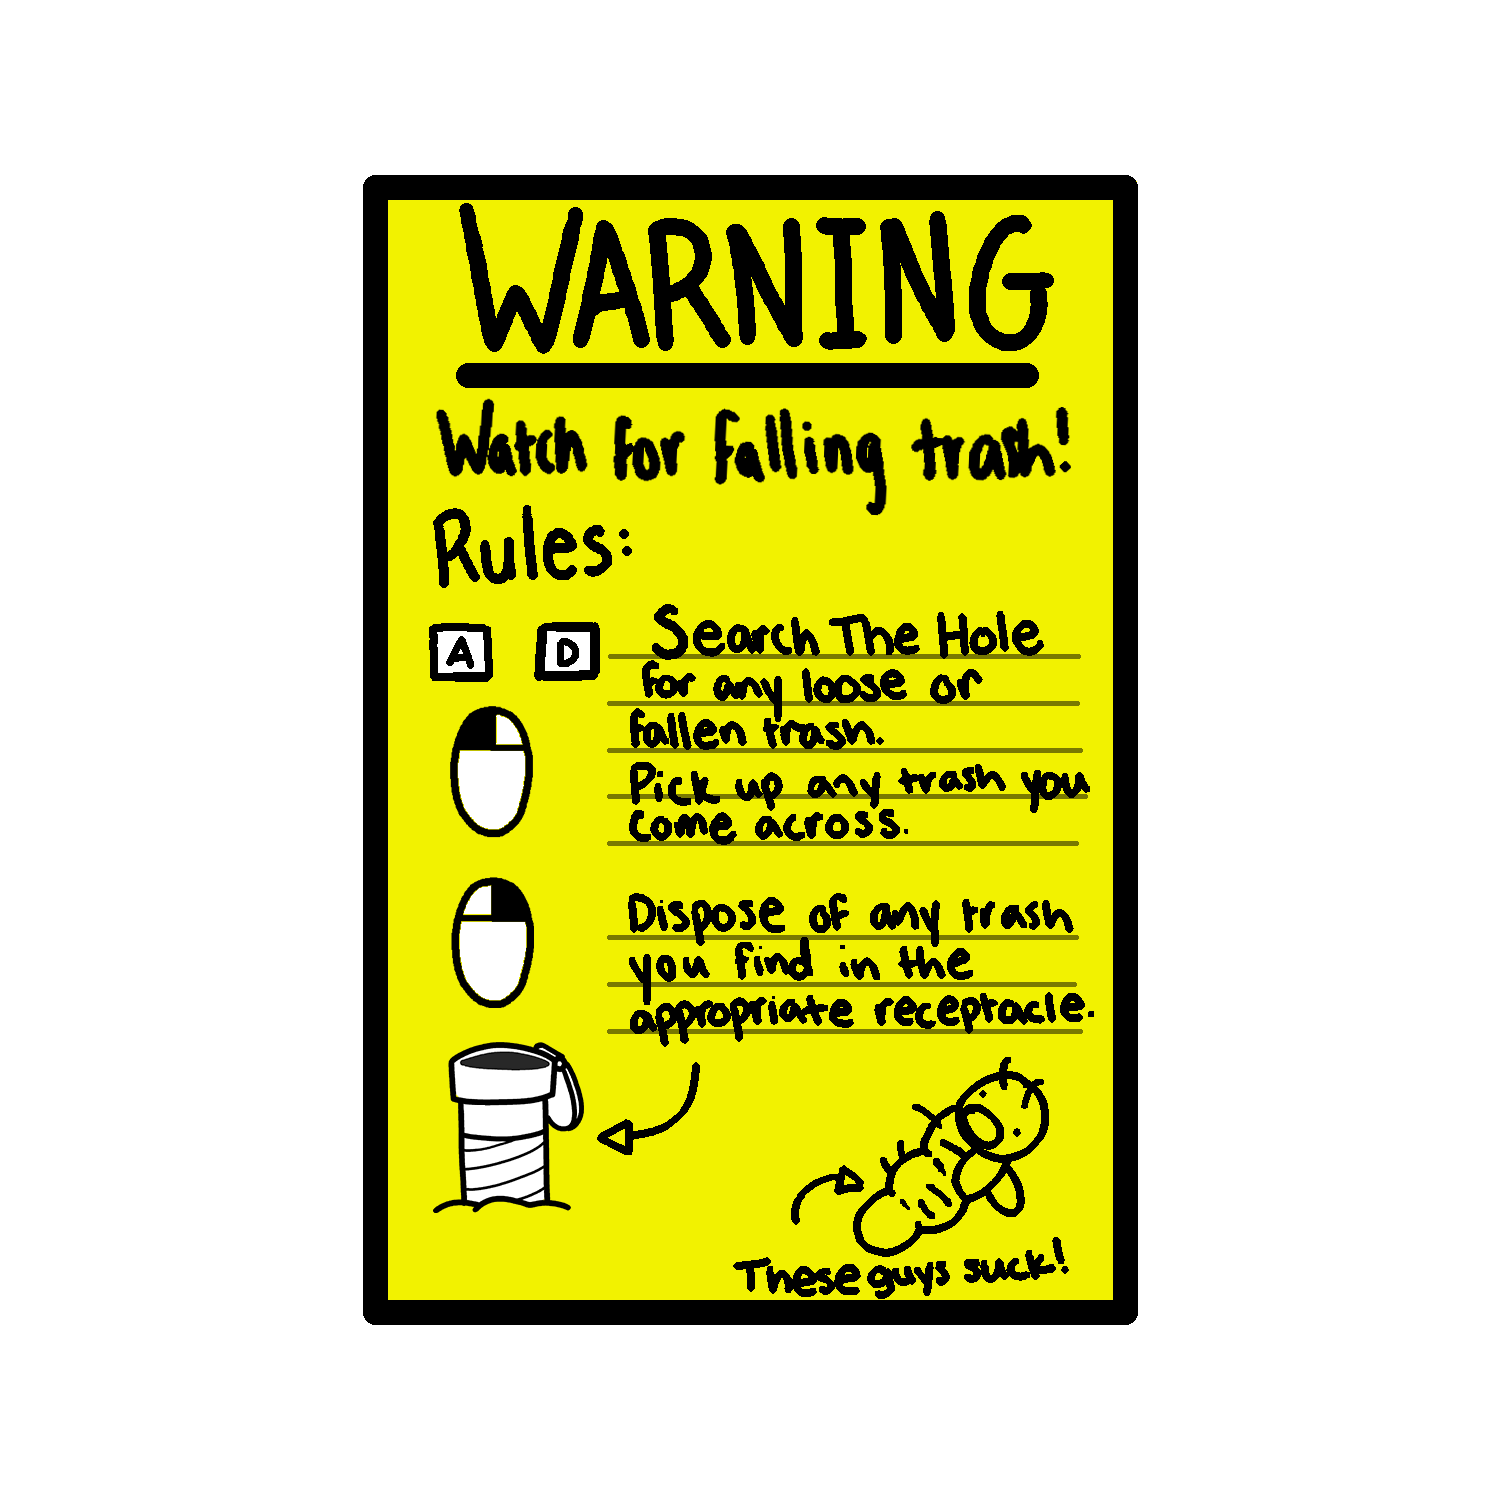 WARNING
Watch for falling trash!
Rules:
A D Search The Hole
for any loose or
fallen trash.
Pick up any trash you
come across.
Dispose of any trash
you find in the
appropriate receptacle.
These guys suck!